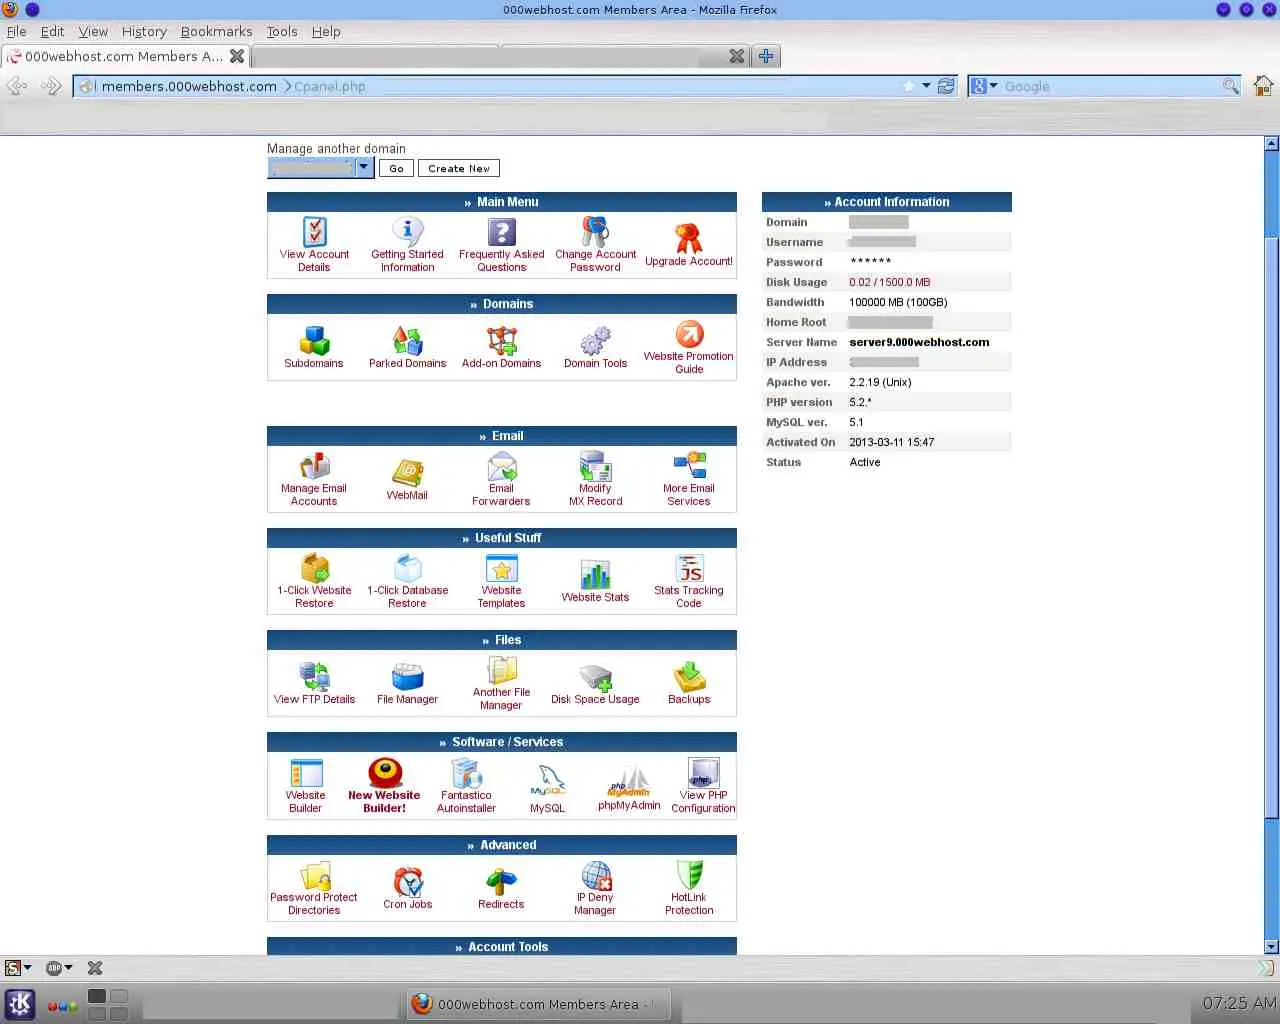 000webhost.com Members Area - Mozilla Firefox
File Edit View History Bookmarks Tools Help
000webhost.com Members A...
members.000webhost.com Cpanel.php
Google
Manage another domain
Go Create New
» Main Menu
View Account Details
Getting Started Information
Frequently Asked Questions
Change Account Password
Upgrade Account!
» Domains
Subdomains
Parked Domains
Add-on Domains
Domain Tools
Website Promotion Guide
» Email
Manage Email Accounts
WebMail
Email Forwarders
Modify MX Record
More Email Services
» Useful Stuff
1-Click Website Restore
1-Click Database Restore
Website Templates
Website Stats
JS
Stats Tracking Code
» Files
View FTP Details
File Manager
Another File Manager
Disk Space Usage
Backups
» Software / Services
Website Builder
New Website Builder!
Fantastico Autoinstaller
MySQL
MySQL
php MyAdmin
phpMyAdmin
php
View PHP Configuration
» Advanced
Password Protect Directories
Cron Jobs
Redirects
IP Deny Manager
HotLink Protection
» Account Tools
» Account Information
Domain
Username
Password ******
Disk Usage 0.02 / 1500.0 MB
Bandwidth 100000 MB (100GB)
Home Root
Server Name server9.000webhost.com
IP Address
Apache ver. 2.2.19 (Unix)
PHP version 5.2.*
MySQL ver. 5.1
Activated On 2013-03-11 15:47
Status Active
ABP
000webhost.com Members Area -
07:25 AM